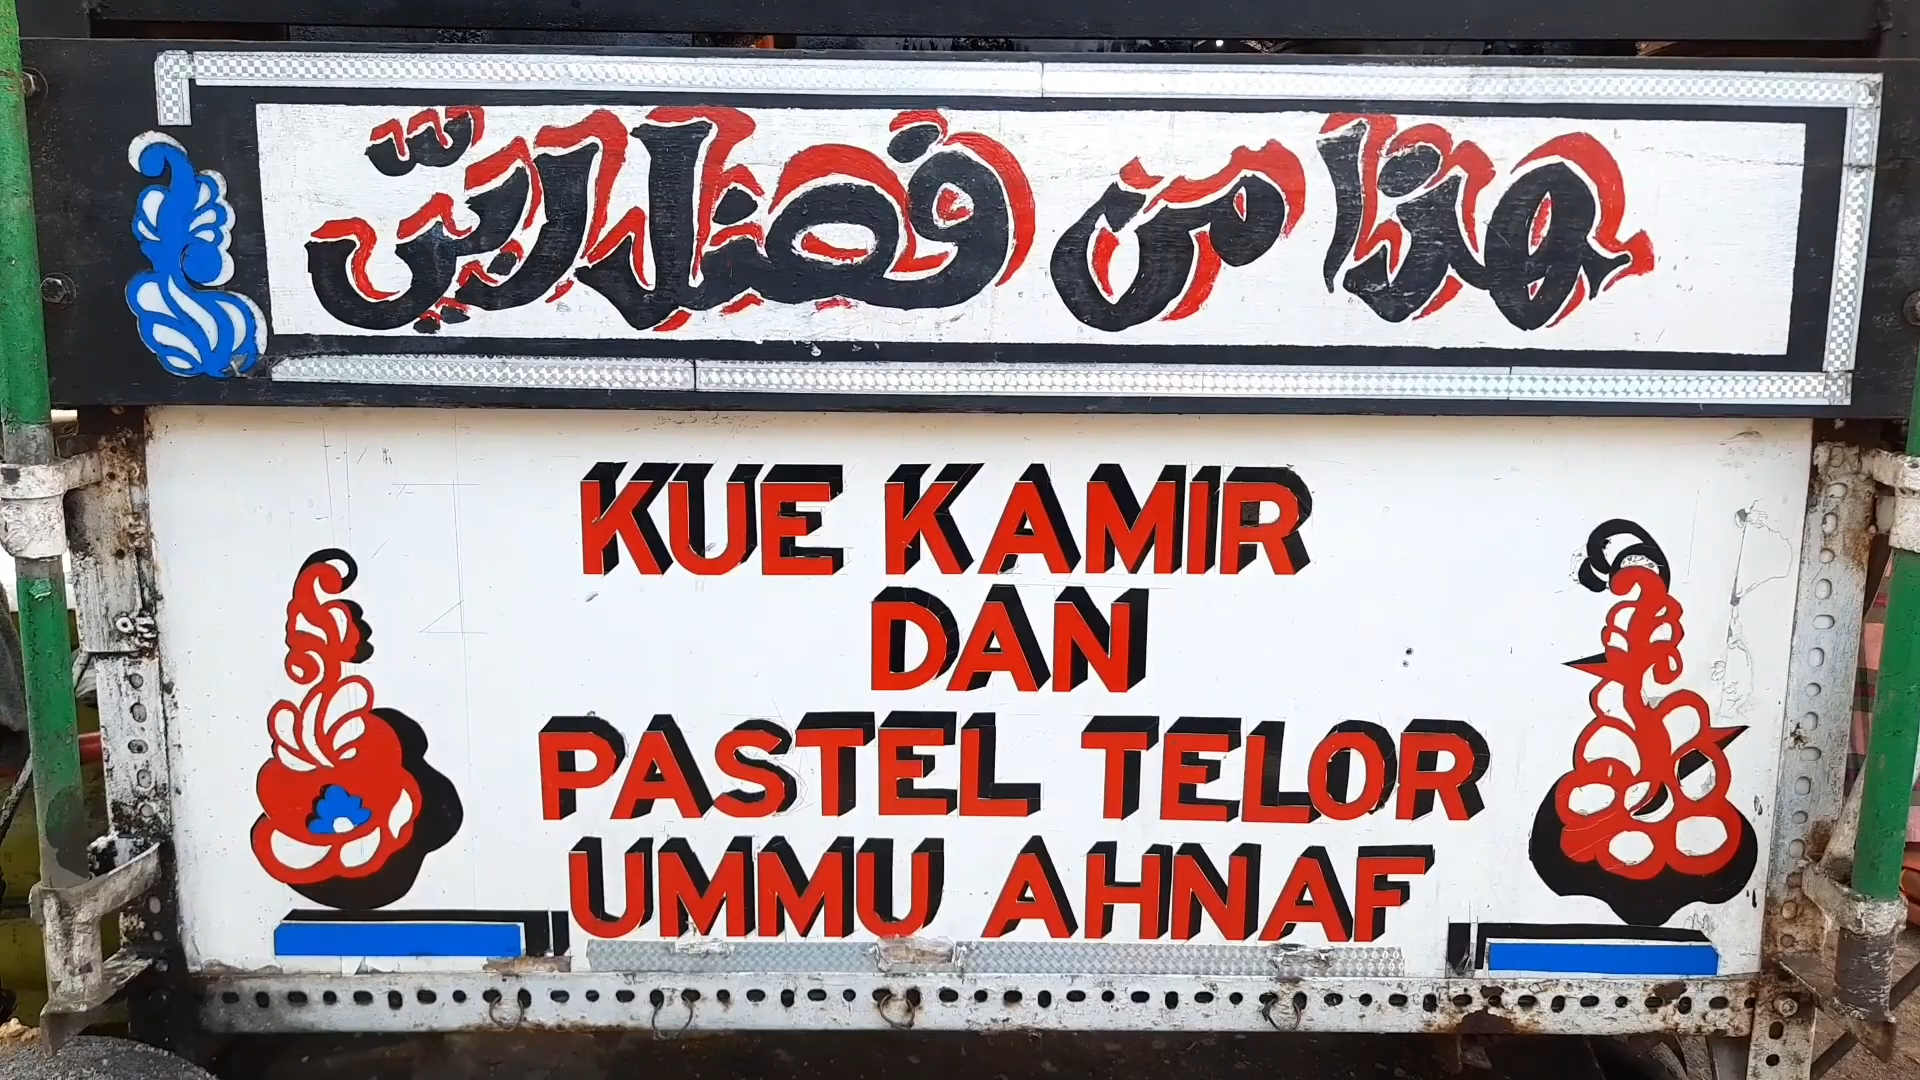 هذا من فضل ربي
KUE KAMIR
DAN
PASTEL TELOR
UMMU AHNAF